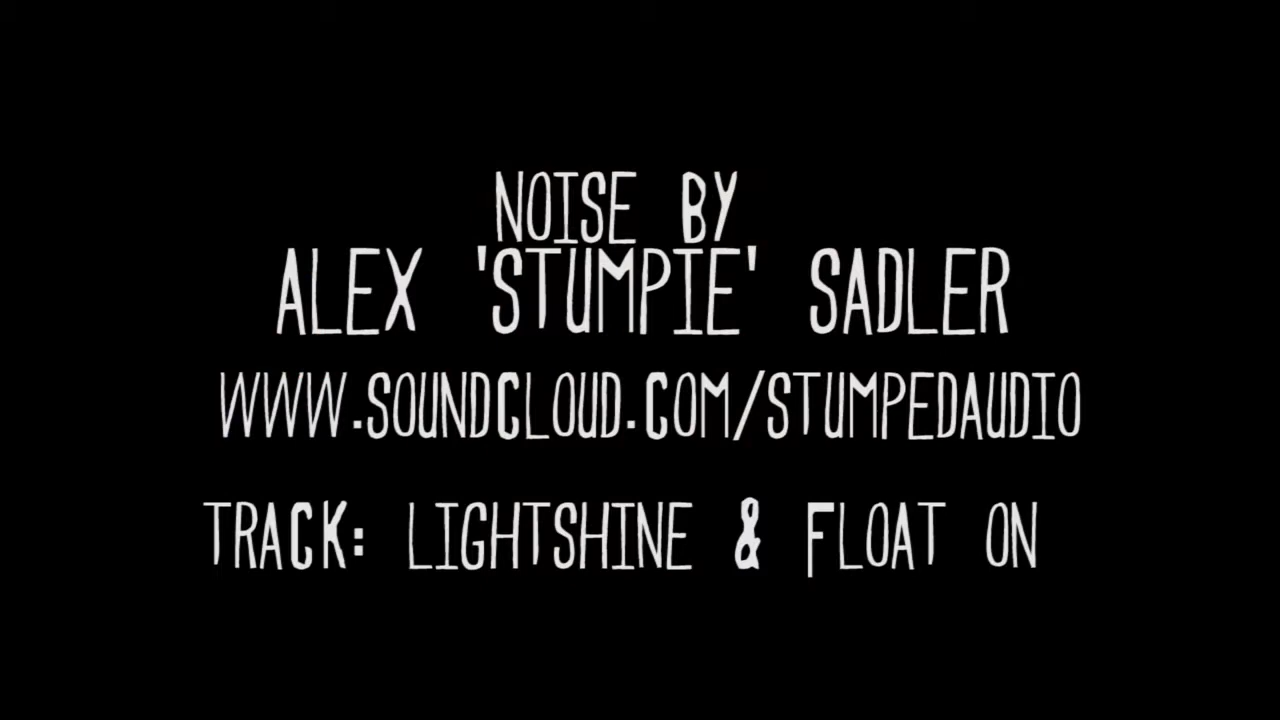 NOISE BY
ALEX 'STUMPIE' SADLER
WWW.SOUNDCLOUD.COM/STUMPEDAUDIO
TRACK: LIGHTSHINE & FLOAT ON